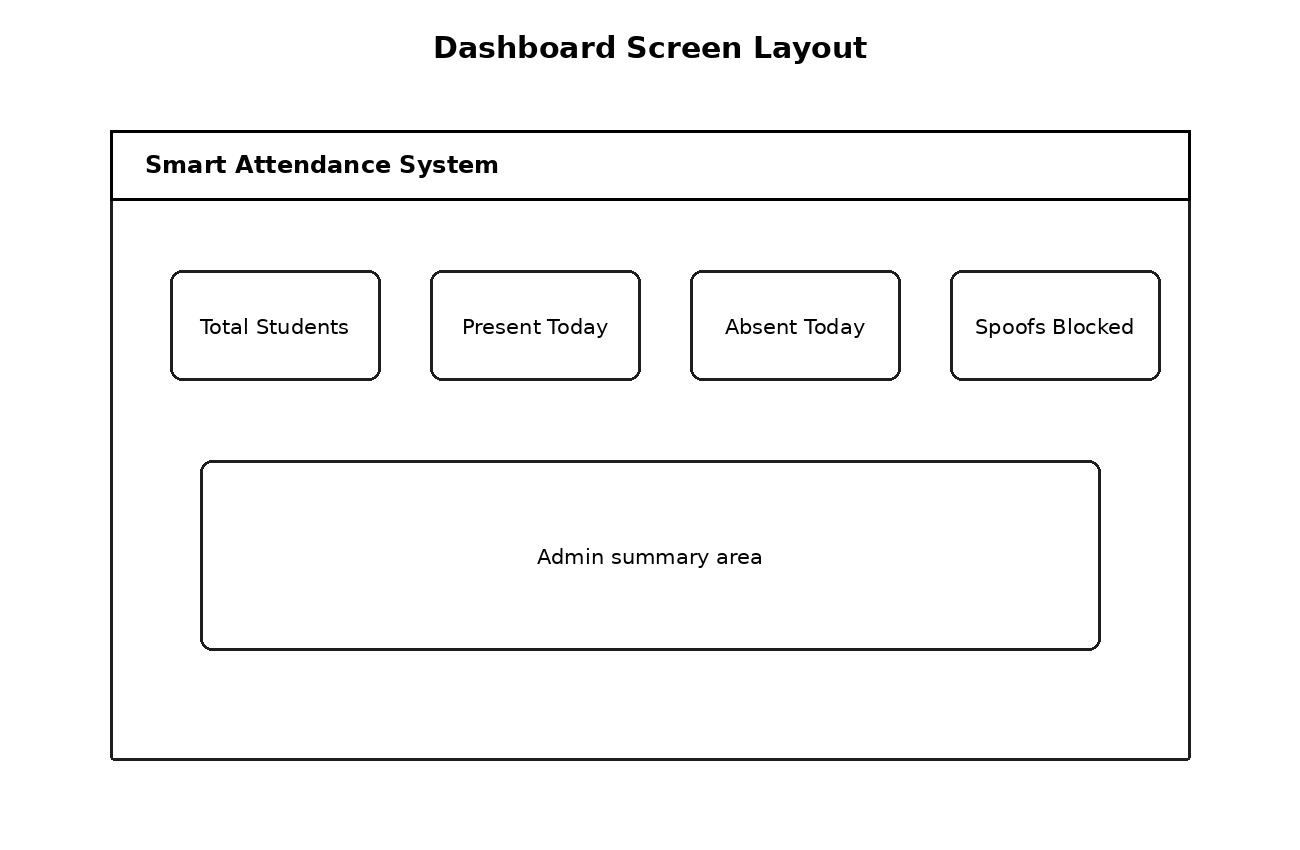 Dashboard Screen Layout
Smart Attendance System
Total Students
Present Today
Absent Today
Spoofs Blocked
Admin summary area